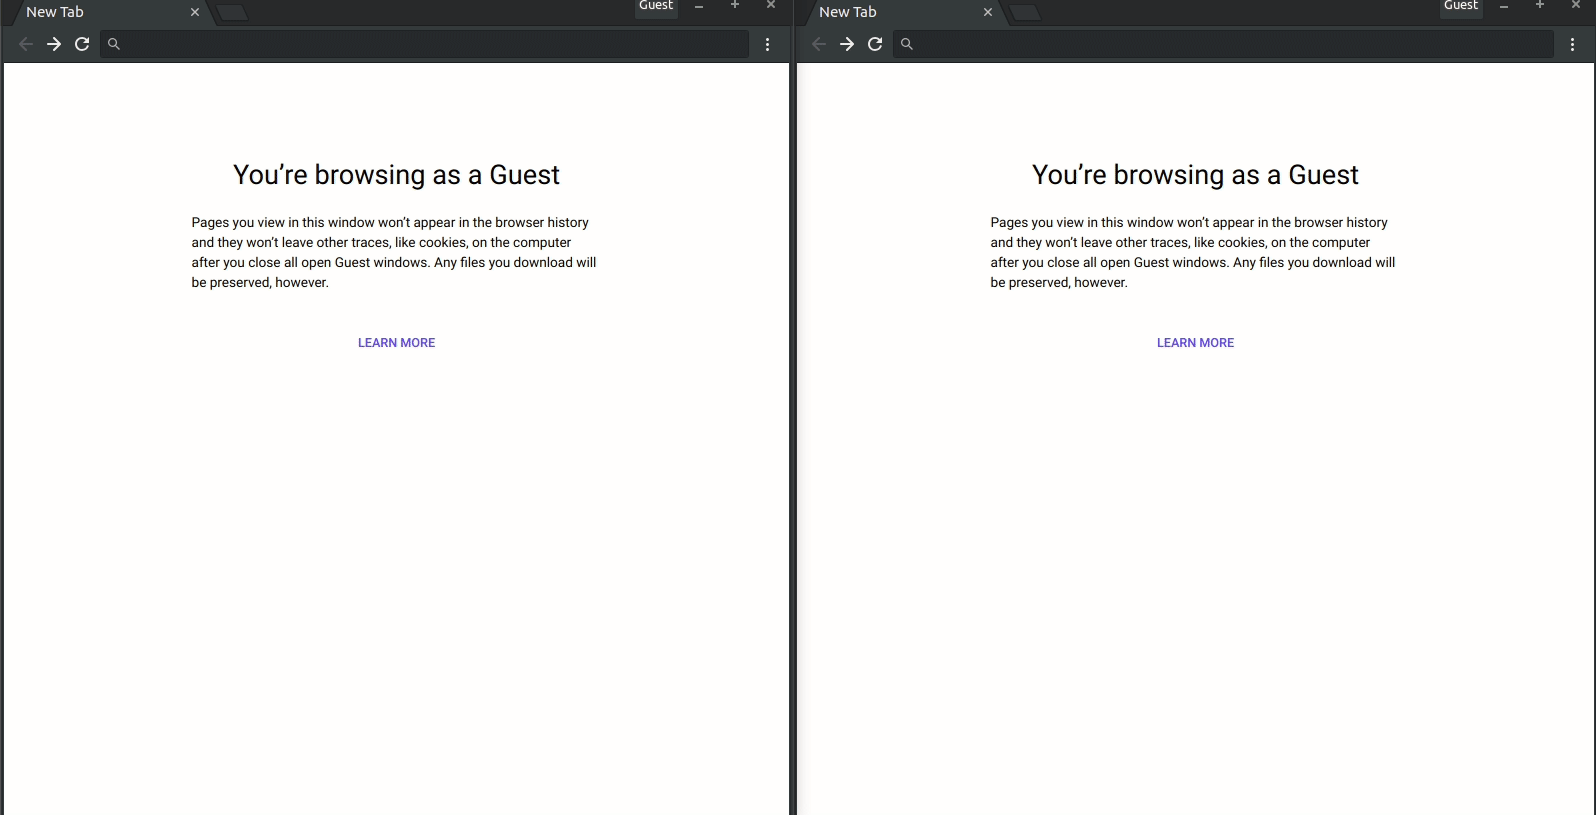 New Tab
Guest
You’re browsing as a Guest
Pages you view in this window won’t appear in the browser history
and they won’t leave other traces, like cookies, on the computer
after you close all open Guest windows. Any files you download will
be preserved, however.
LEARN MORE
New Tab
Guest
You’re browsing as a Guest
Pages you view in this window won’t appear in the browser history
and they won’t leave other traces, like cookies, on the computer
after you close all open Guest windows. Any files you download will
be preserved, however.
LEARN MORE